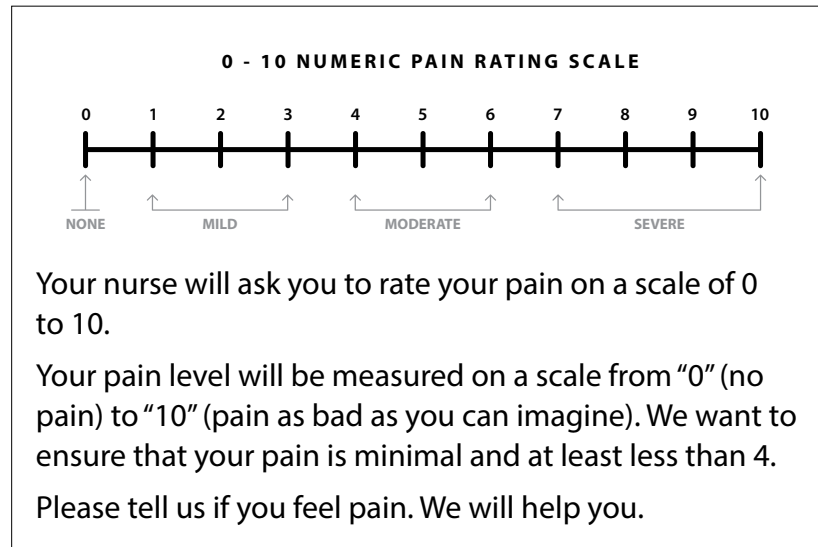 0 - 10 NUMERIC PAIN RATING SCALE
0 1 2 3 4 5 6 7 8 9 10
NONE MILD MODERATE SEVERE
Your nurse will ask you to rate your pain on a scale of 0
to 10.
Your pain level will be measured on a scale from “0” (no
pain) to “10” (pain as bad as you can imagine). We want to
ensure that your pain is minimal and at least less than 4.
Please tell us if you feel pain. We will help you.